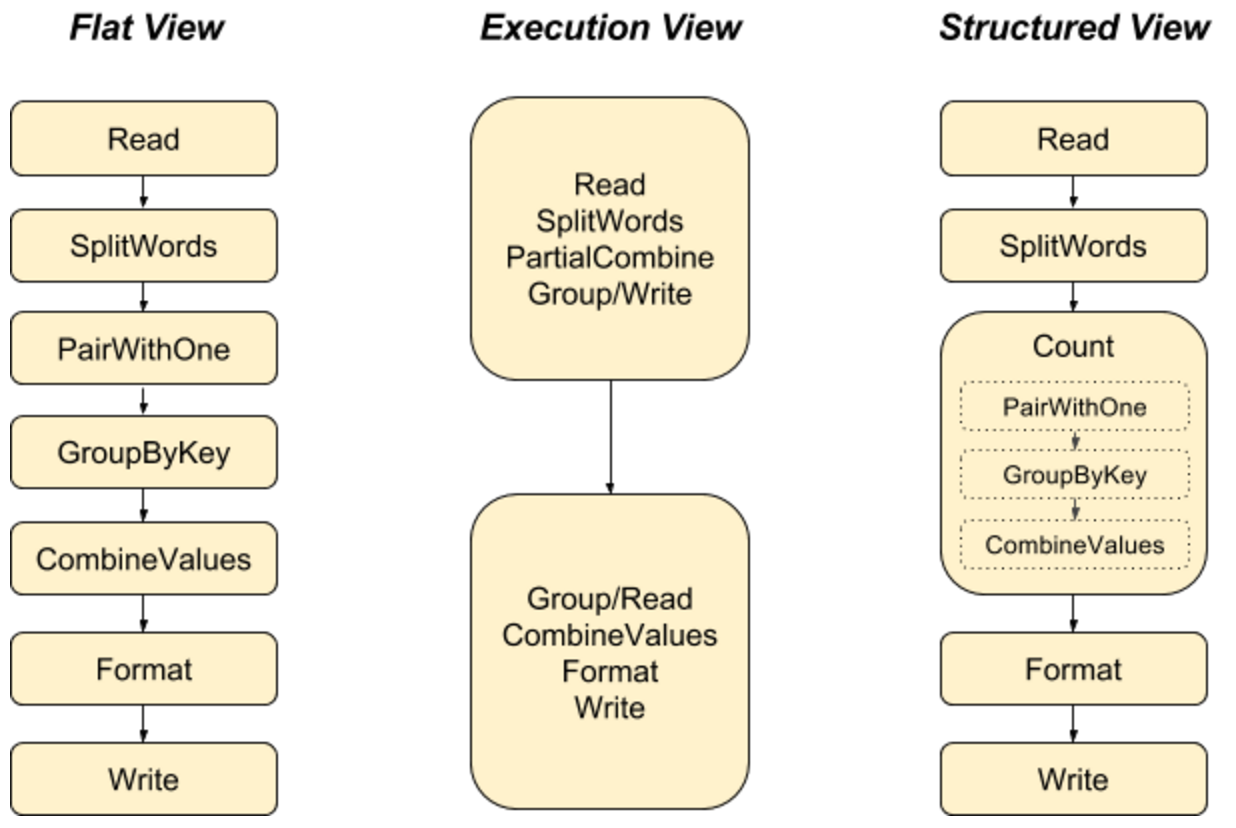 Flat View
Read
SplitWords
PairWithOne
GroupByKey
CombineValues
Format
Write
Execution View
Read
SplitWords
PartialCombine
Group/Write
Group/Read
CombineValues
Format
Write
Structured View
Read
SplitWords
Count
PairWithOne
GroupByKey
CombineValues
Format
Write